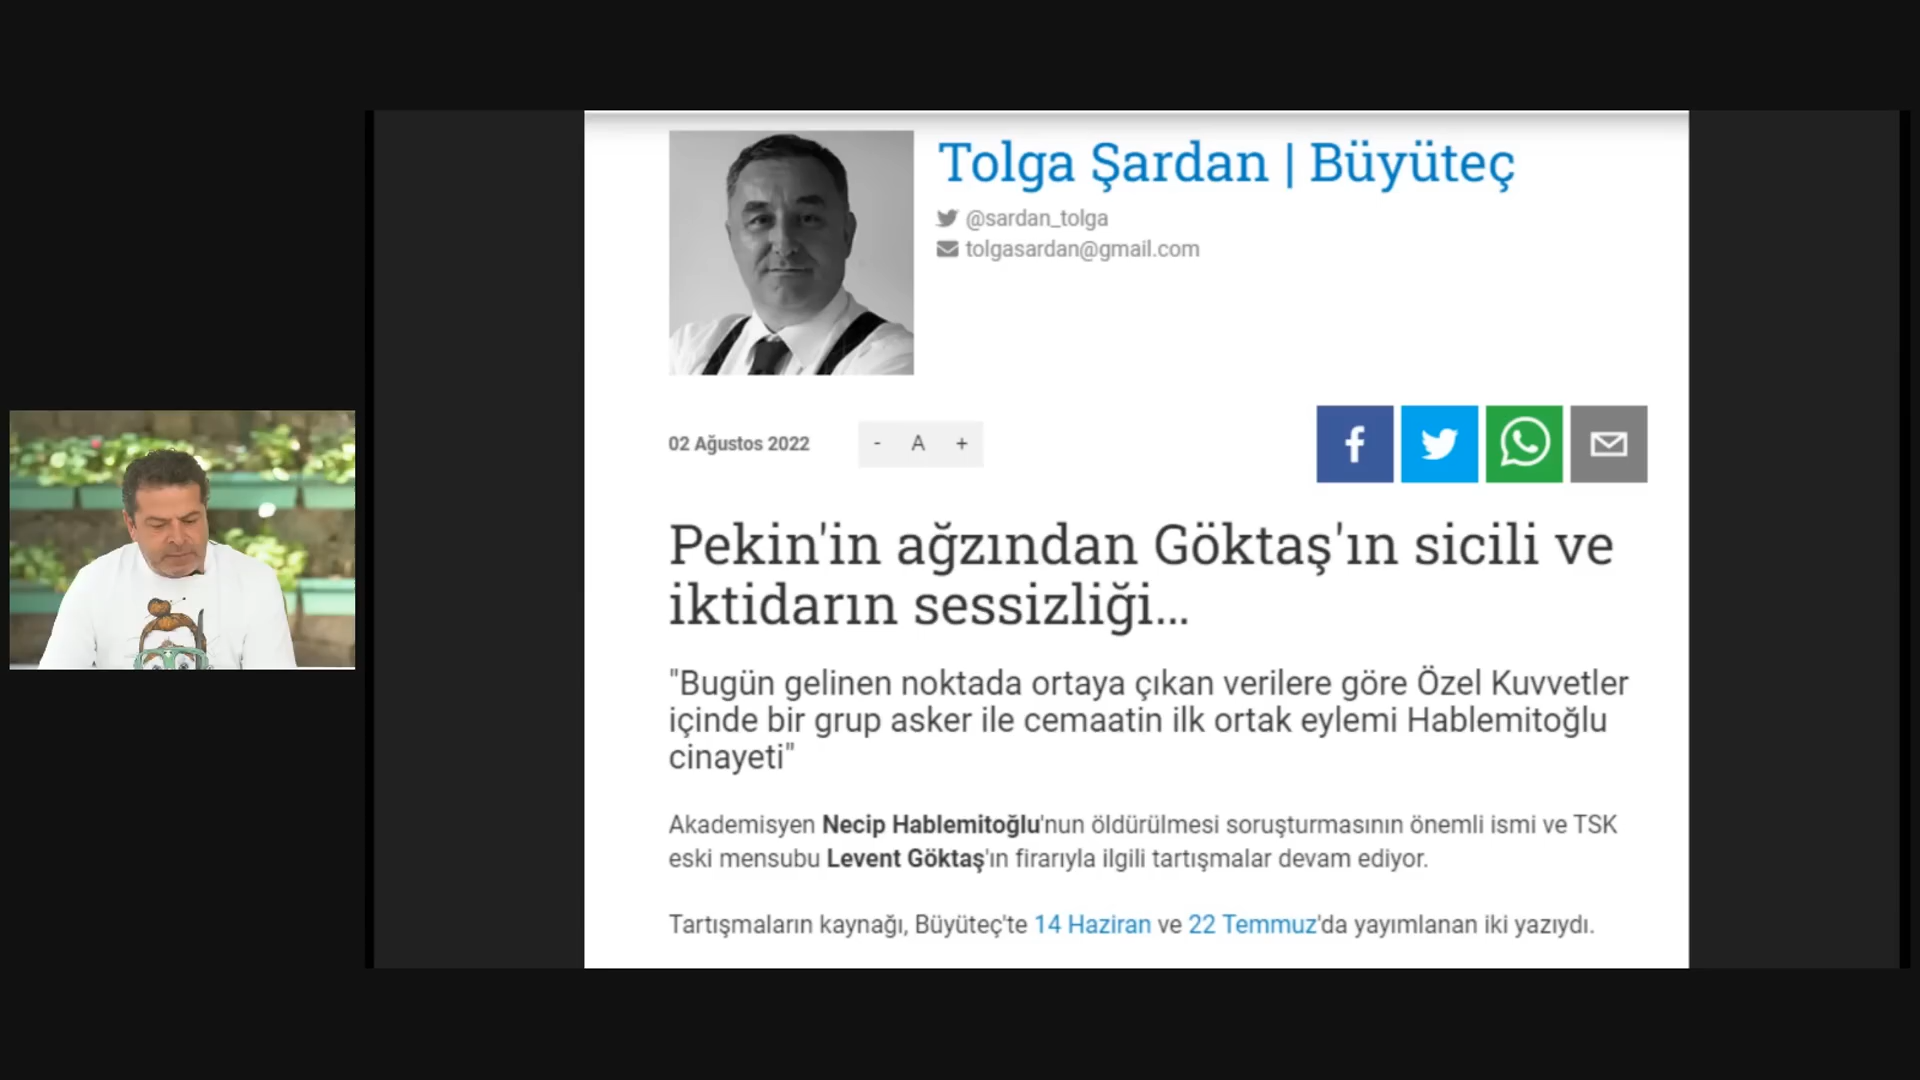 Tolga Şardan | Büyüteç
@sardan_tolga
tolgasardan@gmail.com
02 Ağustos 2022
- A +
Pekin'in ağzından Göktaş'ın sicili ve
iktidarın sessizliği...
"Bugün gelinen noktada ortaya çıkan verilere göre Özel Kuvvetler
içinde bir grup asker ile cemaatin ilk ortak eylemi Hablemitoğlu
cinayeti"
Akademisyen Necip Hablemitoğlu'nun öldürülmesi soruşturmasının önemli ismi ve TSK
eski mensubu Levent Göktaş'ın firarıyla ilgili tartışmalar devam ediyor.
Tartışmaların kaynağı, Büyüteç'te 14 Haziran ve 22 Temmuz'da yayımlanan iki yazıydı.